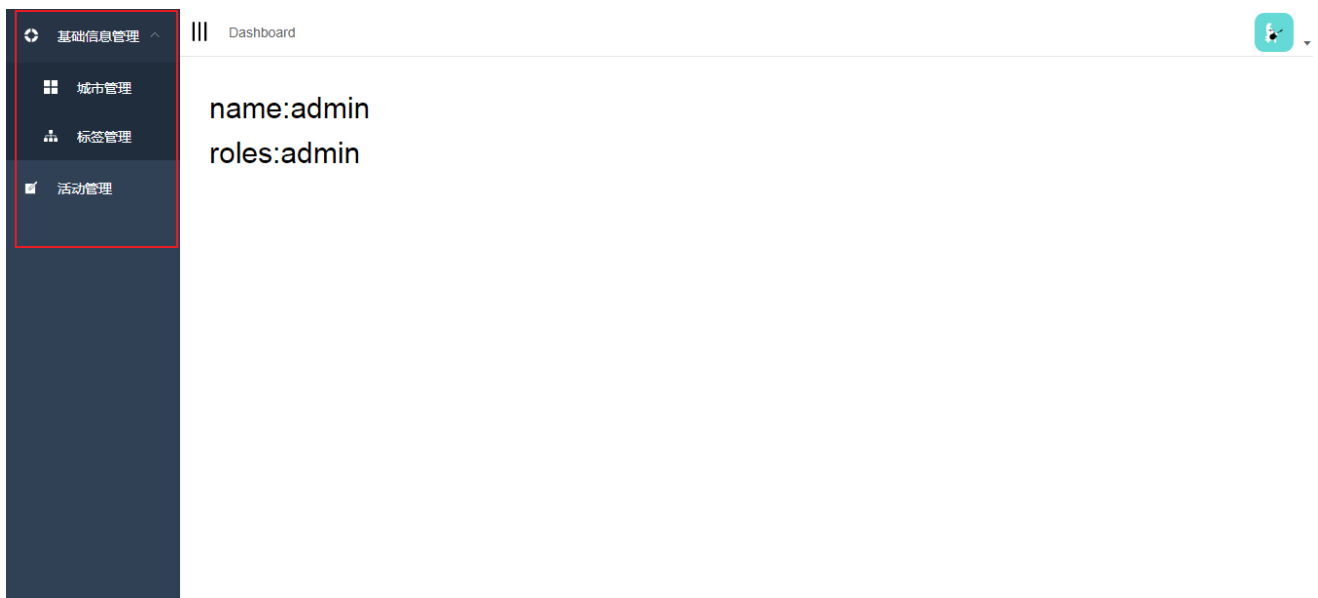 基础信息管理
城市管理
标签管理
活动管理
Dashboard
name:admin
roles:admin